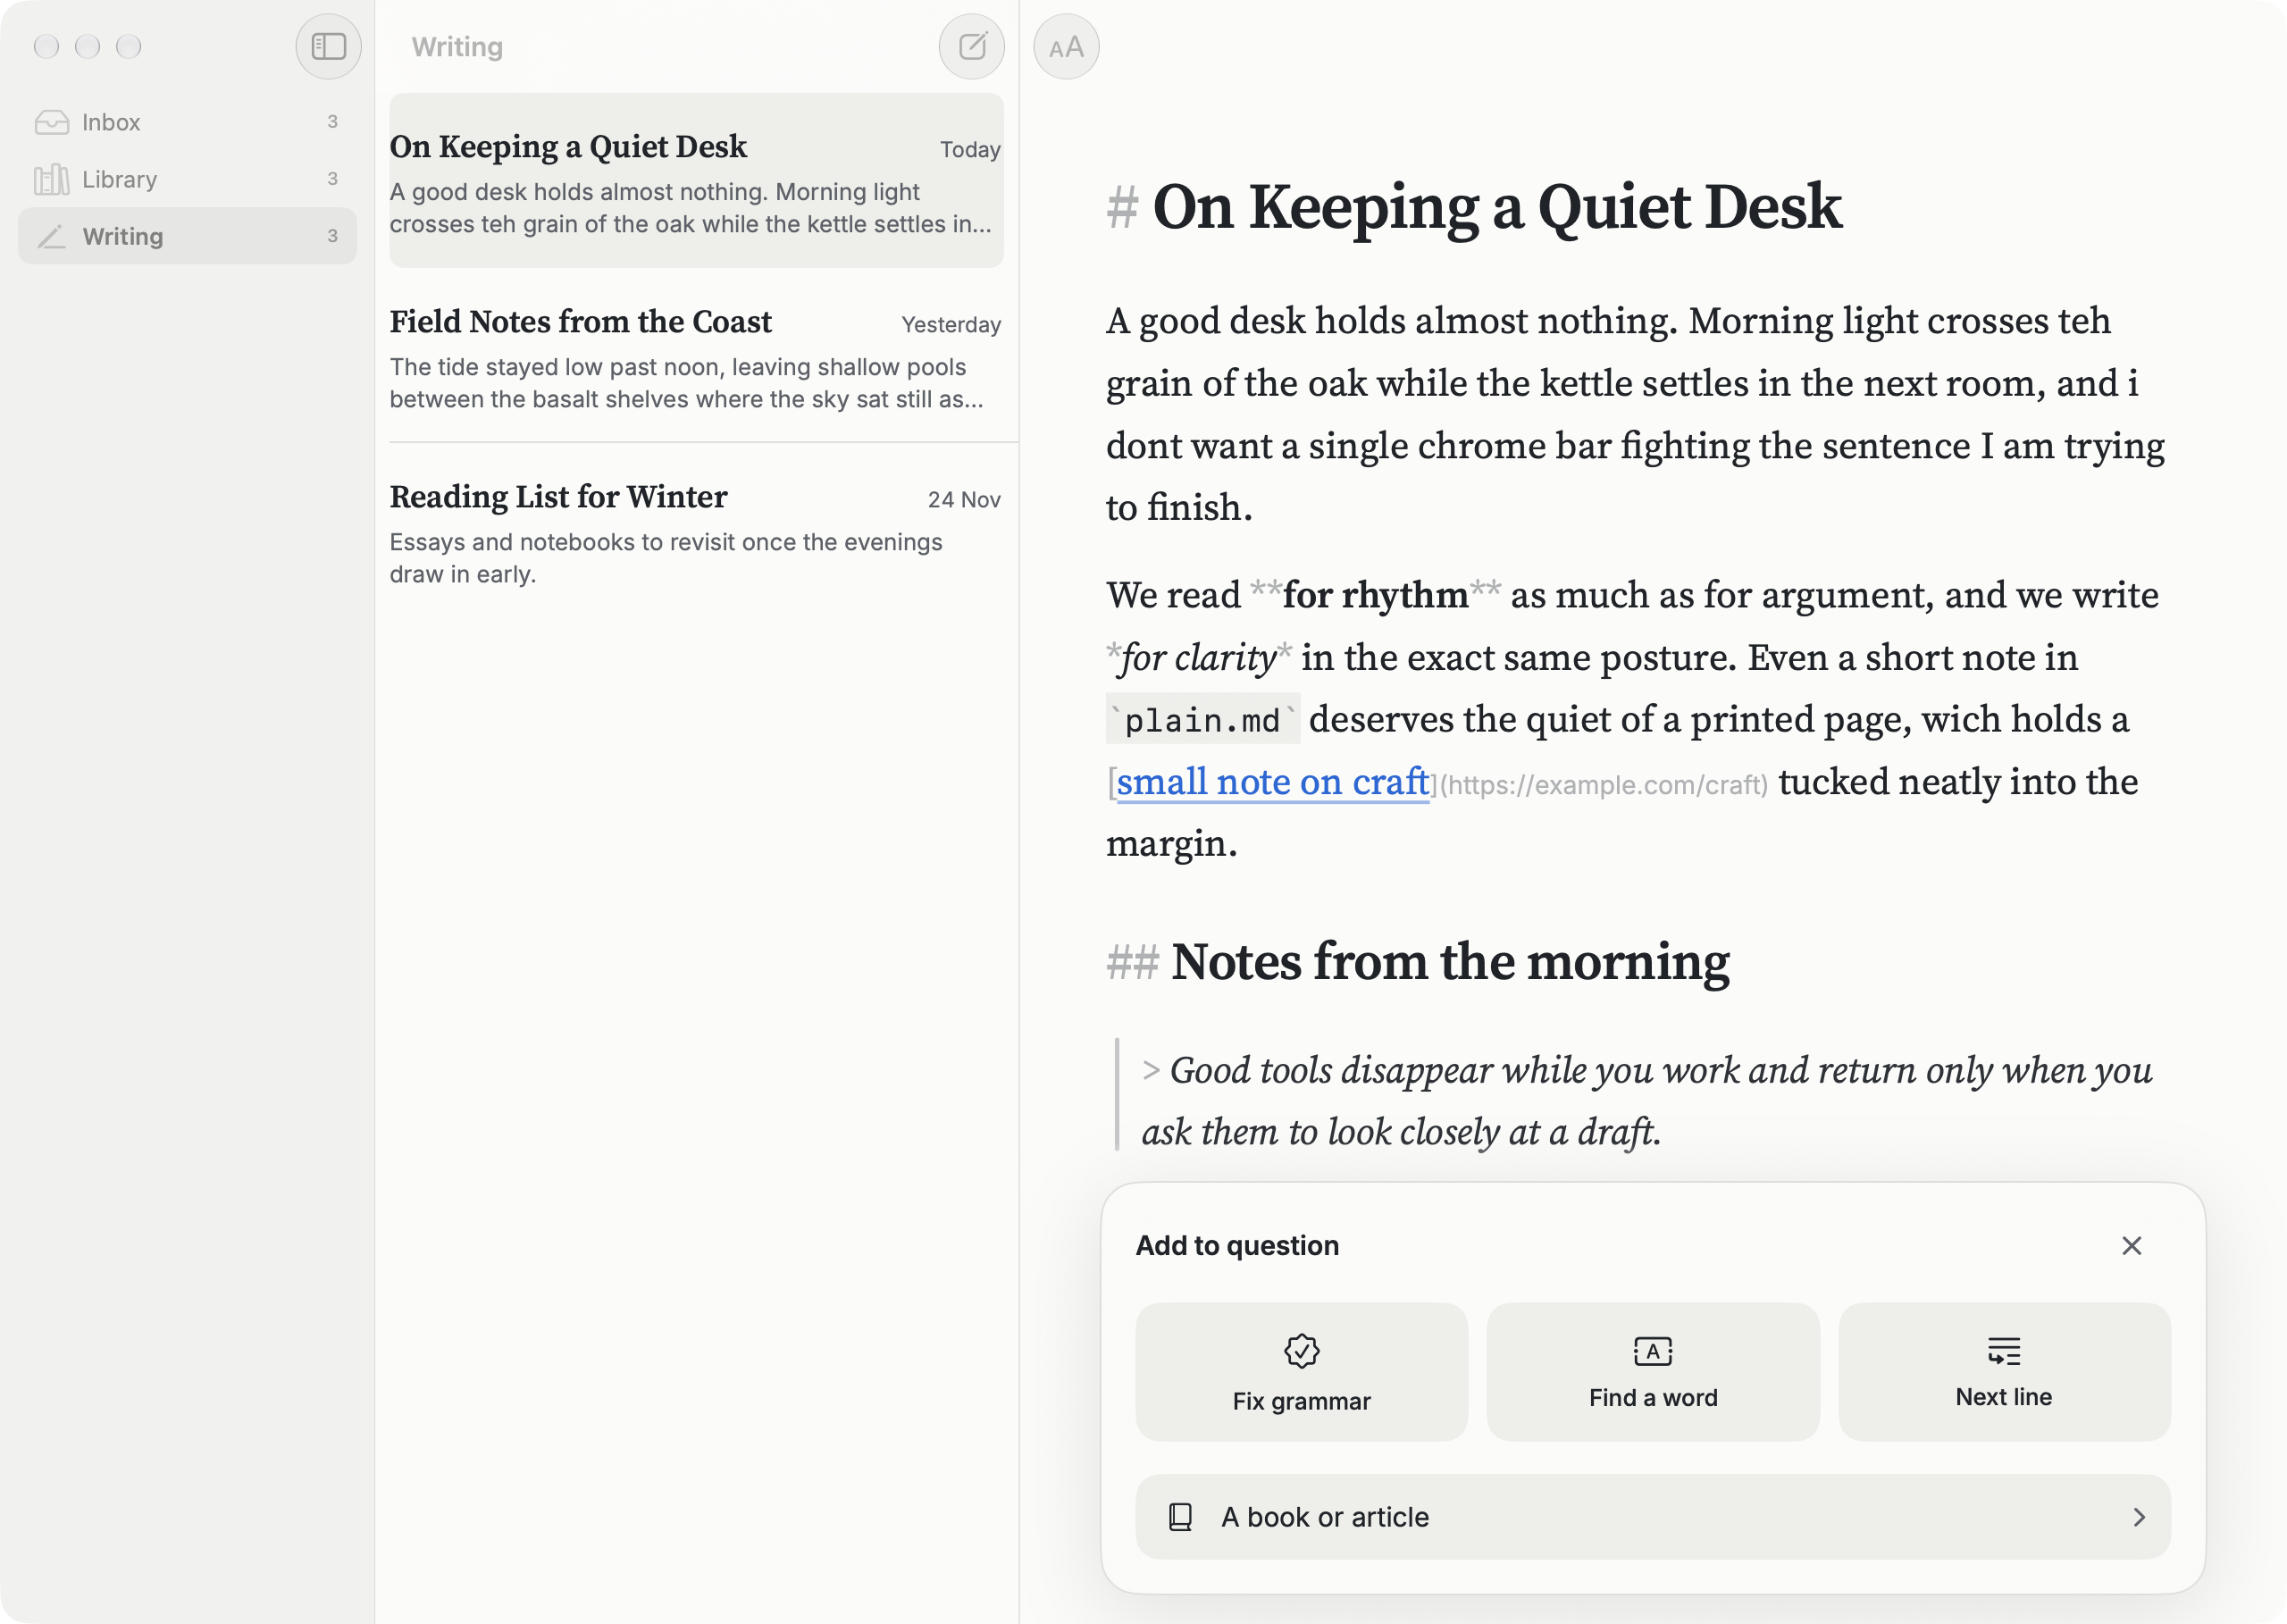 Writing
Inbox 3
Library 3
Writing 3
On Keeping a Quiet Desk Today
A good desk holds almost nothing. Morning light
crosses teh grain of the oak while the kettle settles in...
Field Notes from the Coast Yesterday
The tide stayed low past noon, leaving shallow pools
between the basalt shelves where the sky sat still as...
Reading List for Winter 24 Nov
Essays and notebooks to revisit once the evenings
draw in early.
AA
# On Keeping a Quiet Desk
A good desk holds almost nothing. Morning light crosses teh
grain of the oak while the kettle settles in the next room, and i
dont want a single chrome bar fighting the sentence I am trying
to finish.
We read **for rhythm** as much as for argument, and we write
*for clarity* in the exact same posture. Even a short note in
`plain.md` deserves the quiet of a printed page, wich holds a
[small note on craft](https://example.com/craft) tucked neatly into the
margin.
## Notes from the morning
> Good tools disappear while you work and return only when you
ask them to look closely at a draft.
Add to question
Fix grammar
A
Find a word
Next line
A book or article